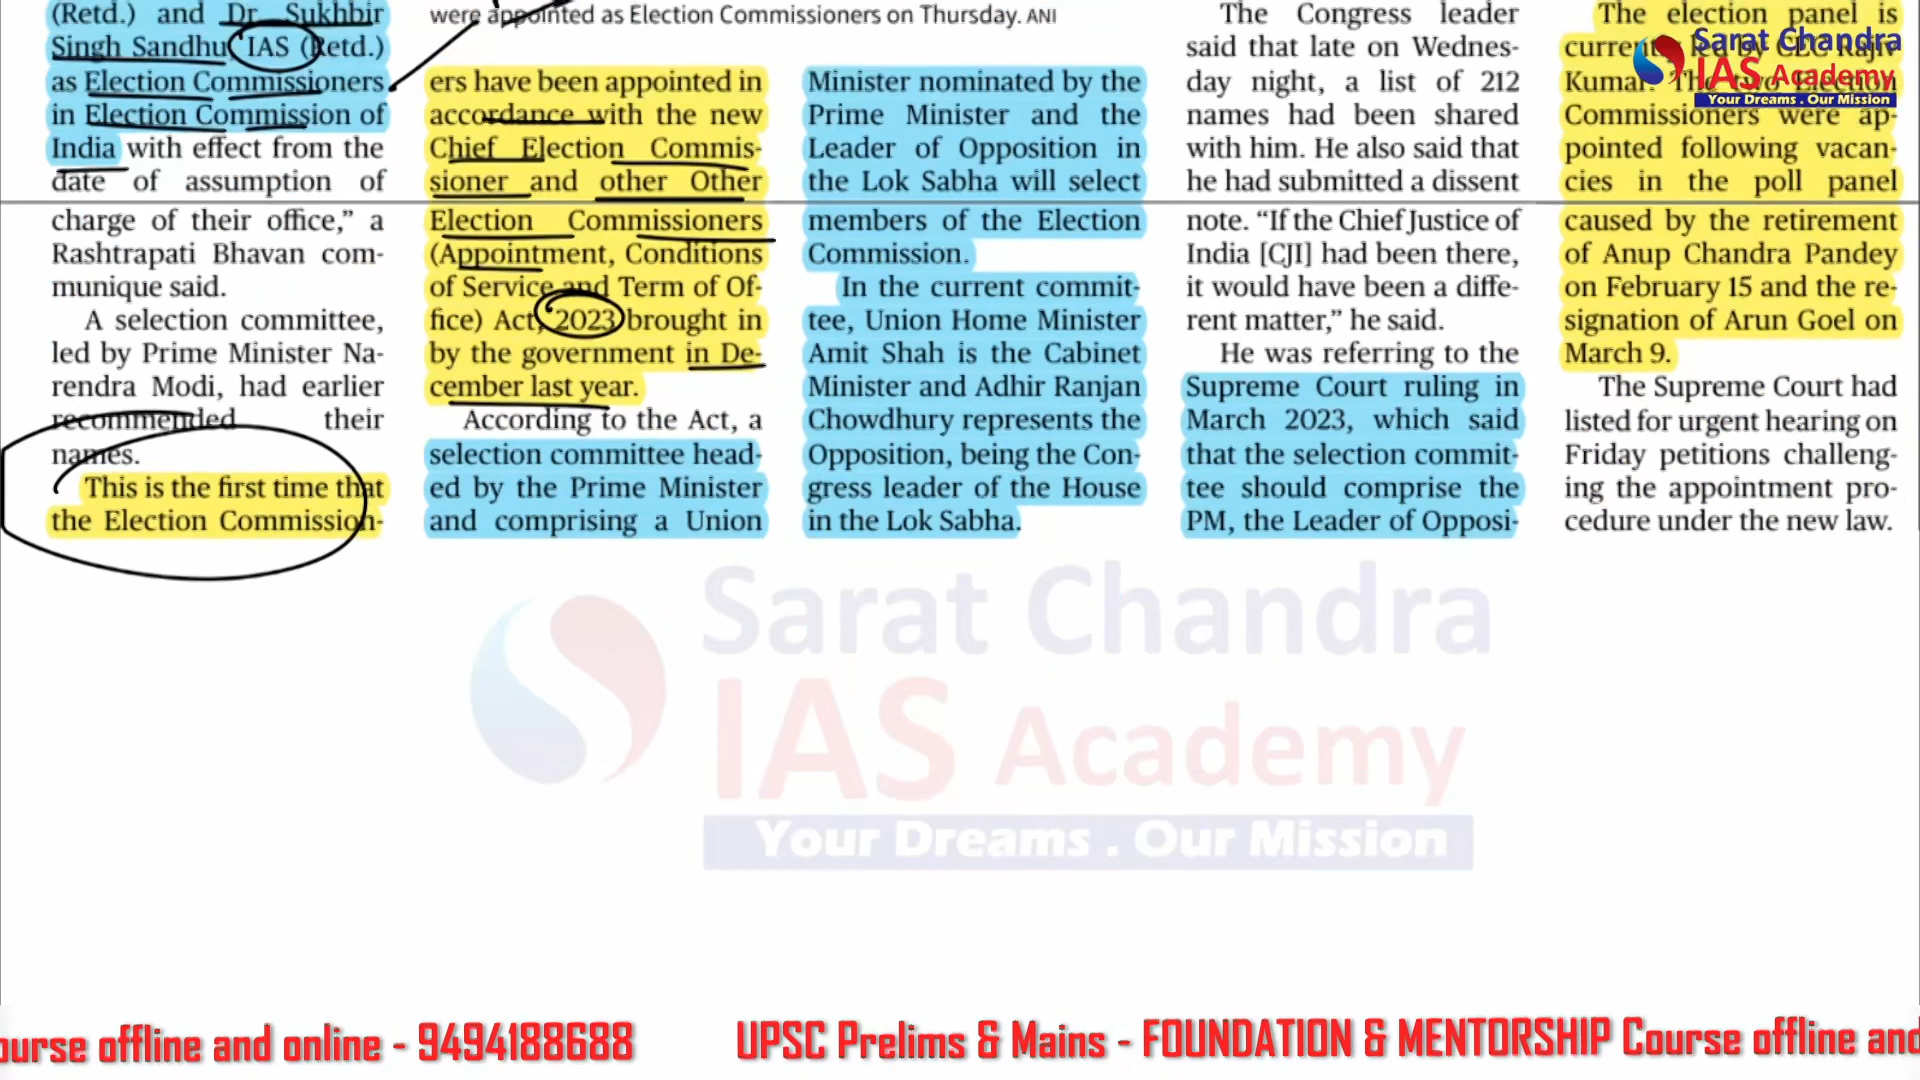 (Retd.) and Dr. Sukhbir
Singh Sandhu, IAS (Retd.)
as Election Commissioners
in Election Commission of
India with effect from the
date of assumption of
charge of their office,” a
Rashtrapati Bhavan com-
munique said.
A selection committee,
led by Prime Minister Na-
rendra Modi, had earlier
recommended their
names.
This is the first time that
the Election Commission-
were appointed as Election Commissioners on Thursday. ANI
ers have been appointed in
accordance with the new
Chief Election Commis-
sioner and other Other
Election Commissioners
(Appointment, Conditions
of Service and Term of Of-
fice) Act, 2023 brought in
by the government in De-
cember last year.
According to the Act, a
selection committee head-
ed by the Prime Minister
and comprising a Union
Minister nominated by the
Prime Minister and the
Leader of Opposition in
the Lok Sabha will select
members of the Election
Commission.
In the current commit-
tee, Union Home Minister
Amit Shah is the Cabinet
Minister and Adhir Ranjan
Chowdhury represents the
Opposition, being the Con-
gress leader of the House
in the Lok Sabha.
The Congress leader
said that late on Wednes-
day night, a list of 212
names had been shared
with him. He also said that
he had submitted a dissent
note. “If the Chief Justice of
India [CJI] had been there,
it would have been a diffe-
rent matter,” he said.
He was referring to the
Supreme Court ruling in
March 2023, which said
that the selection commit-
tee should comprise the
PM, the Leader of Opposi-
The election panel is
currently led by CEC Rajiv
Kumar. The two Election
Commissioners were ap-
pointed following vacan-
cies in the poll panel
caused by the retirement
of Anup Chandra Pandey
on February 15 and the re-
signation of Arun Goel on
March 9.
The Supreme Court had
listed for urgent hearing on
Friday petitions challeng-
ing the appointment pro-
cedure under the new law.
Sarat Chandra
IAS Academy
Your Dreams . Our Mission
Sarat Chandra
IAS Academy
Your Dreams . Our Mission
ourse offline and online - 9494188688 UPSC Prelims & Mains - FOUNDATION & MENTORSHIP Course offline and